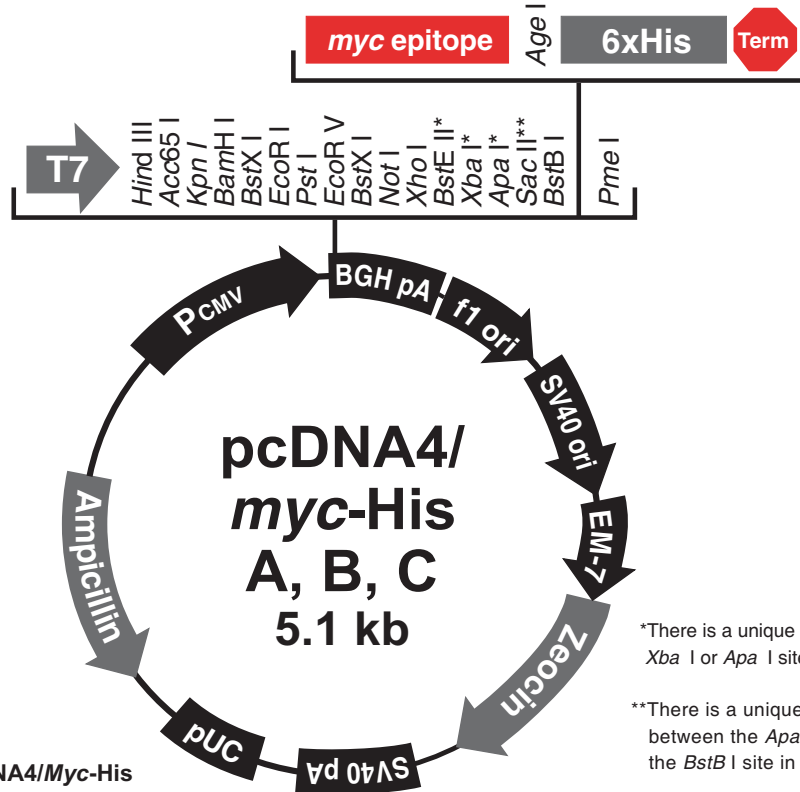 myc epitope
Age I
6xHis
Term
T7
Hind III
Acc65 I
Kpn I
BamH I
BstX I
EcoR I
Pst I
EcoR V
BstX I
Not I
Xho I
BstE II*
Xba I*
Apa I*
Sac II**
BstB I
Pme I
PCMV
BGH pA
f1 ori
SV40 ori
EM-7
Zeocin
SV40 pA
pUC
Ampicillin
pcDNA4/
myc-His
A, B, C
5.1 kb
*There is a unique
Xba I or Apa I site
**There is a unique
between the Apa
the BstB I site in
NA4/Myc-His